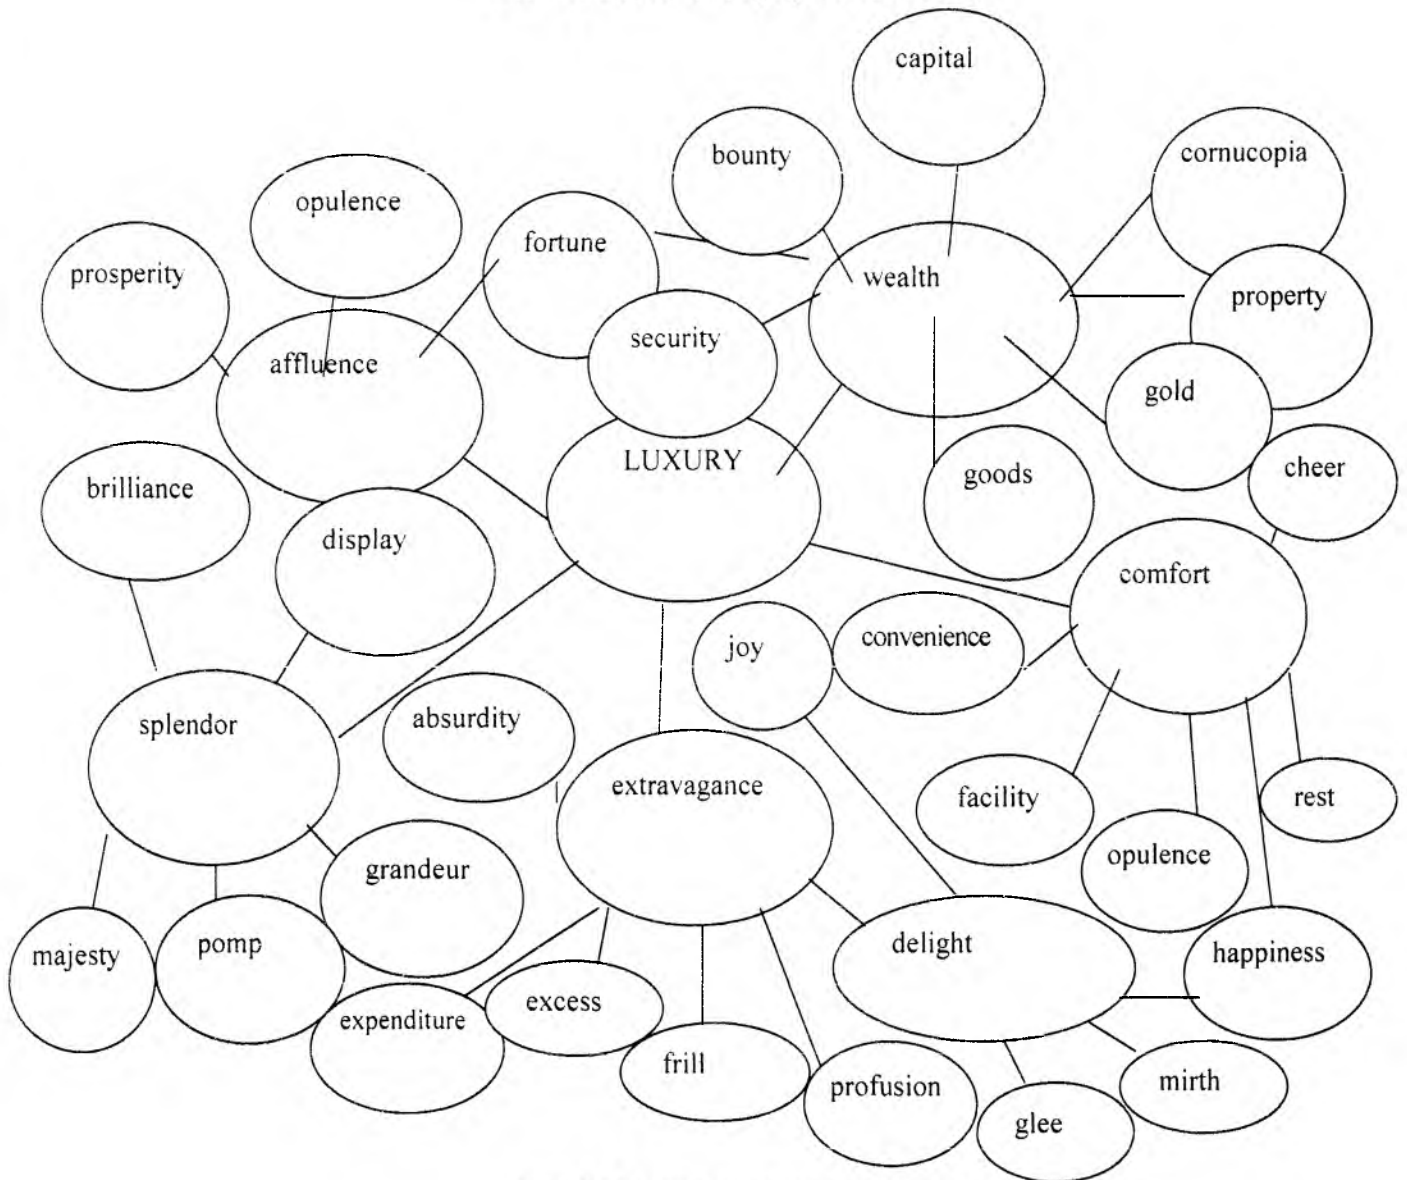 capital
bounty
cornucopia
opulence
fortune
prosperity
wealth
property
security
affluence
gold
LUXURY
cheer
goods
brilliance
display
comfort
joy
convenience
absurdity
splendor
extravagance
facility
rest
opulence
grandeur
delight
happiness
majesty
pomp
excess
expenditure
frill
mirth
profusion
glee